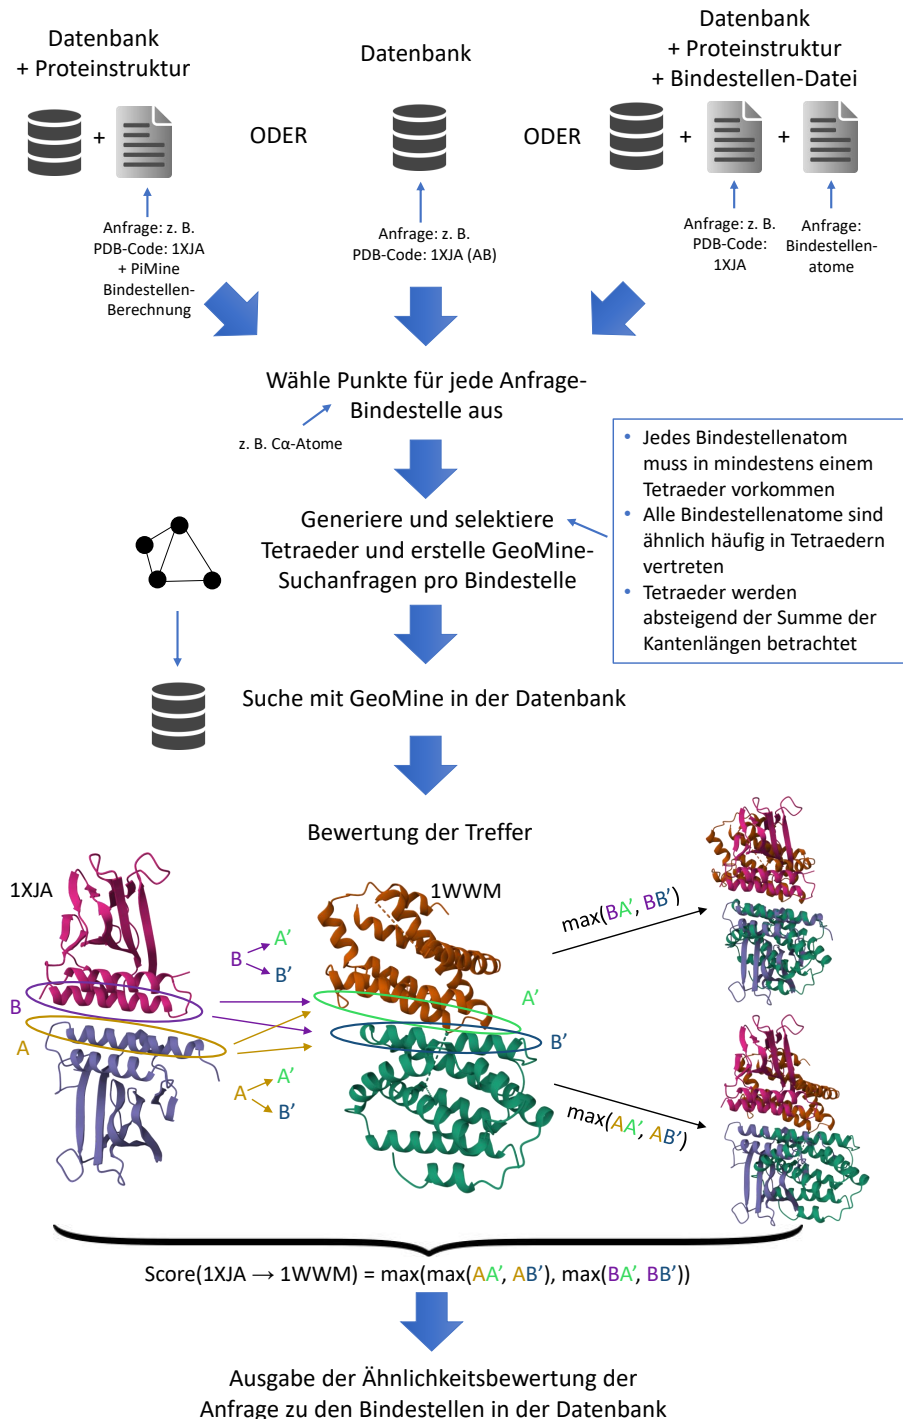 Datenbank
+ Proteinstruktur
Datenbank
Datenbank
+ Proteinstruktur
+ Bindestellen-Datei
+
ODER
ODER
+
+
Anfrage: z. B.
PDB-Code: 1XJA
+ PiMine
Bindestellen-
Berechnung
Anfrage: z. B.
PDB-Code: 1XJA (AB)
Anfrage: z. B.
PDB-Code:
1XJA
Anfrage:
Bindestellen-
atome
Wähle Punkte für jede Anfrage-
Bindestelle aus
z. B. Cα-Atome
• Jedes Bindestellenatom
muss in mindestens einem
Tetraeder vorkommen
• Alle Bindestellenatome sind
ähnlich häufig in Tetraedern
vertreten
• Tetraeder werden
absteigend der Summe der
Kantenlängen betrachtet
Generiere und selektiere
Tetraeder und erstelle GeoMine-
Suchanfragen pro Bindestelle
Suche mit GeoMine in der Datenbank
Bewertung der Treffer
1XJA
1WWM
max(BA', BB')
A'
B
B'
B
A'
A
B'
A'
A
B'
max(AA', AB')
Score(1XJA → 1WWM) = max(max(AA', AB'), max(BA', BB'))
Ausgabe der Ähnlichkeitsbewertung der
Anfrage zu den Bindestellen in der Datenbank